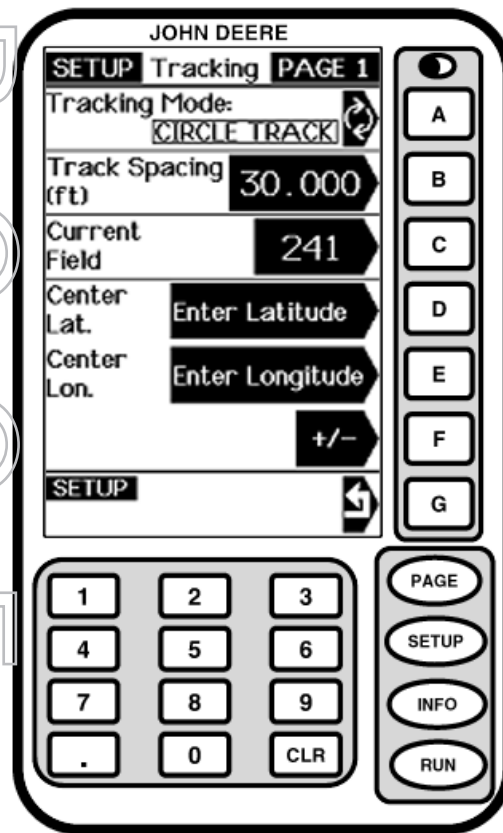 JOHN DEERE
SETUP Tracking PAGE 1
Tracking Mode:
CIRCLE TRACK
A
Track Spacing
(ft)
30.000
B
Current
Field
241
C
Center
Lat.
Enter Latitude
D
Center
Lon.
Enter Longitude
E
+/-
F
SETUP
G
1 2 3
4 5 6
7 8 9
. 0 CLR
PAGE
SETUP
INFO
RUN